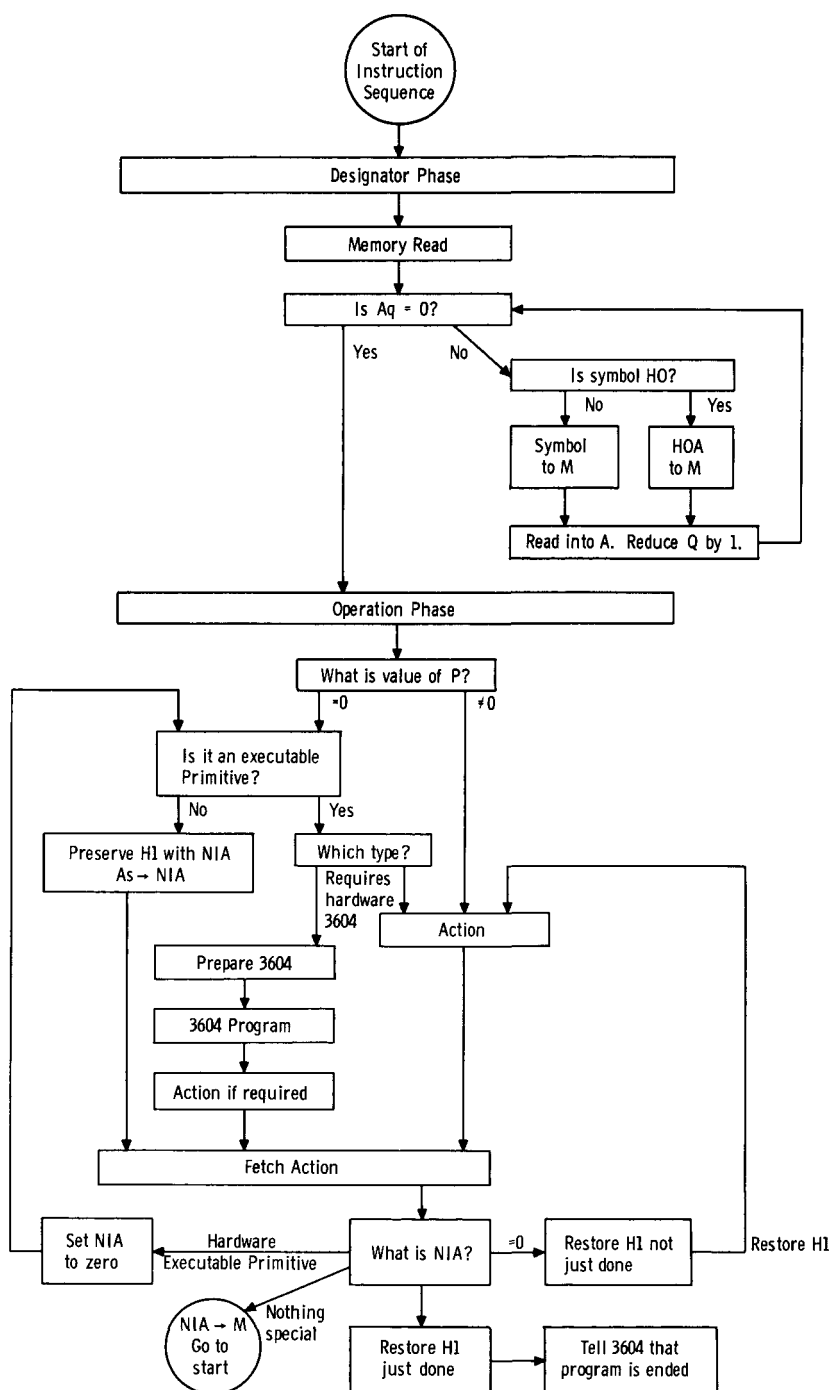 Start of
Instruction
Sequence
Designator Phase
Memory Read
Is Aq = 0?
Yes
No
Is symbol HO?
No
Yes
Symbol
to M
HOA
to M
Read into A. Reduce Q by 1.
Operation Phase
What is value of P?
=0
≠0
Is it an executable
Primitive?
No
Yes
Preserve H1 with NIA
As → NIA
Which type?
Requires
hardware
3604
Action
Prepare 3604
3604 Program
Action if required
Fetch Action
Set NIA
to zero
Hardware
Executable Primitive
What is NIA?
=0
Restore H1 not
just done
Restore H1
NIA → M
Go to
start
Nothing
special
Restore H1
just done
Tell 3604 that
program is ended